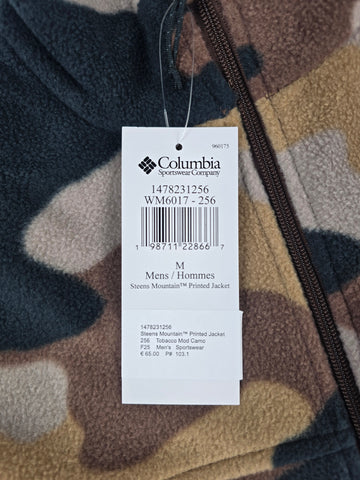 960175
Columbia
Sportswear Company
1478231256
WM6017 - 256
1 98711 22866 7
M
Mens / Hommes
Steens Mountain™ Printed Jacket
1478231256
Steens Mountain™ Printed Jacket
256 Tobacco Mod Camo
F25 Men's Sportswear
€ 65.00 P# 103.1